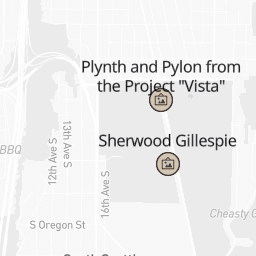 Plynth and Pylon from
the Project "Vista"
Sherwood Gillespie
BBQ
12th Ave S
13th Ave S
16th Ave S
S Oregon St
Cheasty G